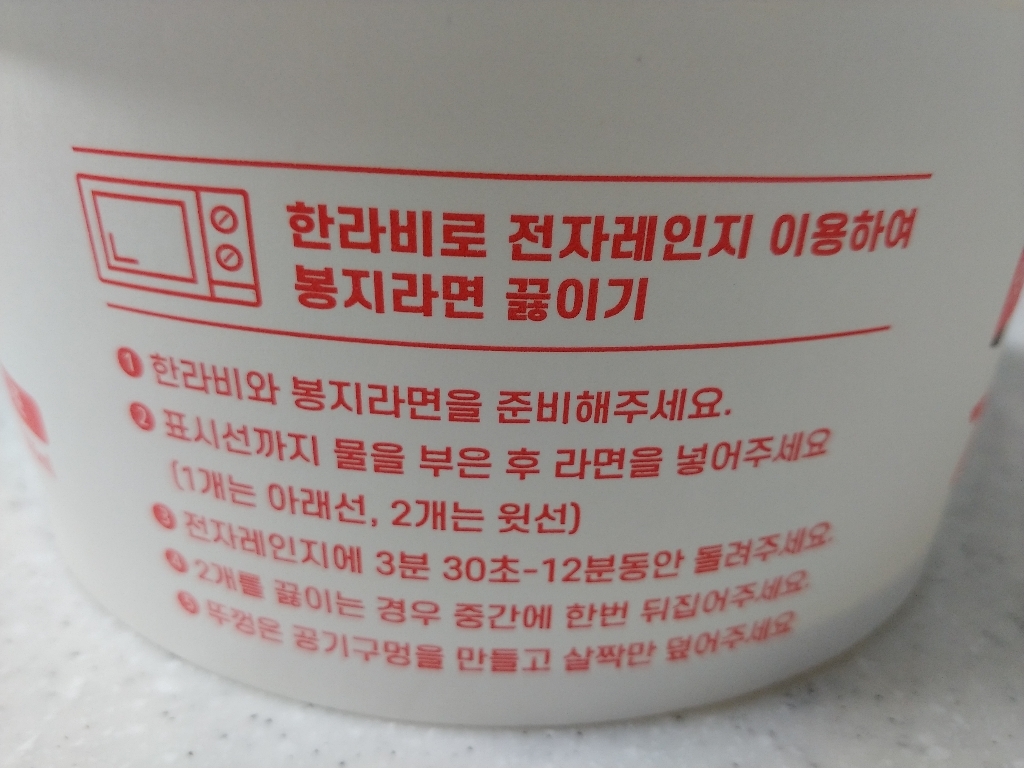 한라비로 전자레인지 이용하여
봉지라면 끓이기
1 한라비와 봉지라면을 준비해주세요.
2 표시선까지 물을 부은 후 라면을 넣어주세요
(1개는 아래선, 2개는 윗선)
3 전자레인지에 3분 30초-12분동안 돌려주세요.
4 2개를 끓이는 경우 중간에 한번 뒤집어주세요.
5 뚜껑은 공기구멍을 만들고 살짝만 덮어주세요